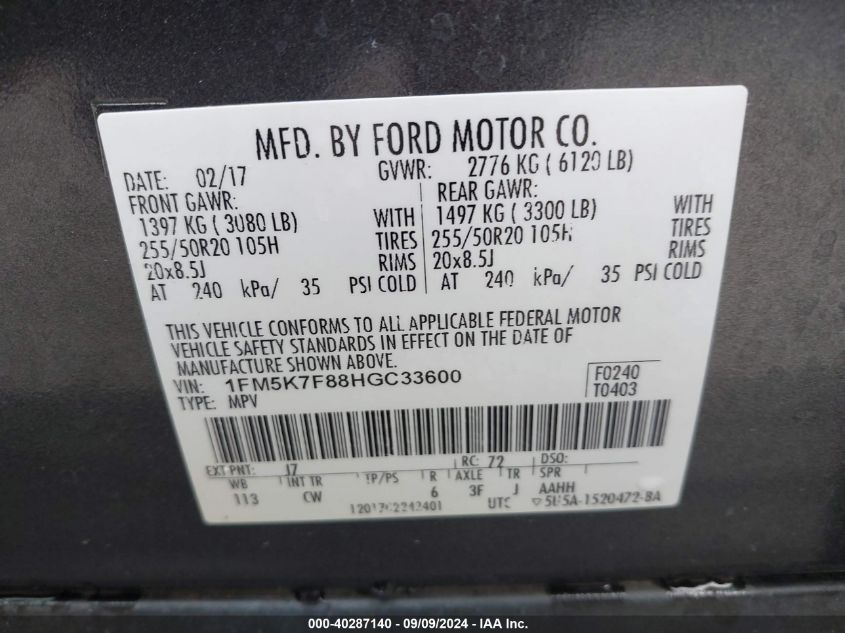 MFD. BY FORD MOTOR CO.
DATE: 02/17 GVWR: 2776 KG ( 6120 LB)
FRONT GAWR: REAR GAWR:
1397 KG ( 3080 LB) WITH 1497 KG ( 3300 LB) WITH
255/50R20 105H TIRES 255/50R20 105H TIRES
20x8.5J RIMS 20x8.5J RIMS
AT 240 kPa/ 35 PSI COLD AT 240 kPa/ 35 PSI COLD
THIS VEHICLE CONFORMS TO ALL APPLICABLE FEDERAL MOTOR
VEHICLE SAFETY STANDARDS IN EFFECT ON THE DATE OF
MANUFACTURE SHOWN ABOVE.
VIN: 1FM5K7F88HGC33600 F0240
TYPE: MPV T0403
EXT PNT: J7 RC: 72 DSO:
WB INT TR TP/PS R AXLE TR SPR
113 CW 6 3F J AAHH
UTC
000-40287140 - 09/09/2024 - IAA Inc.